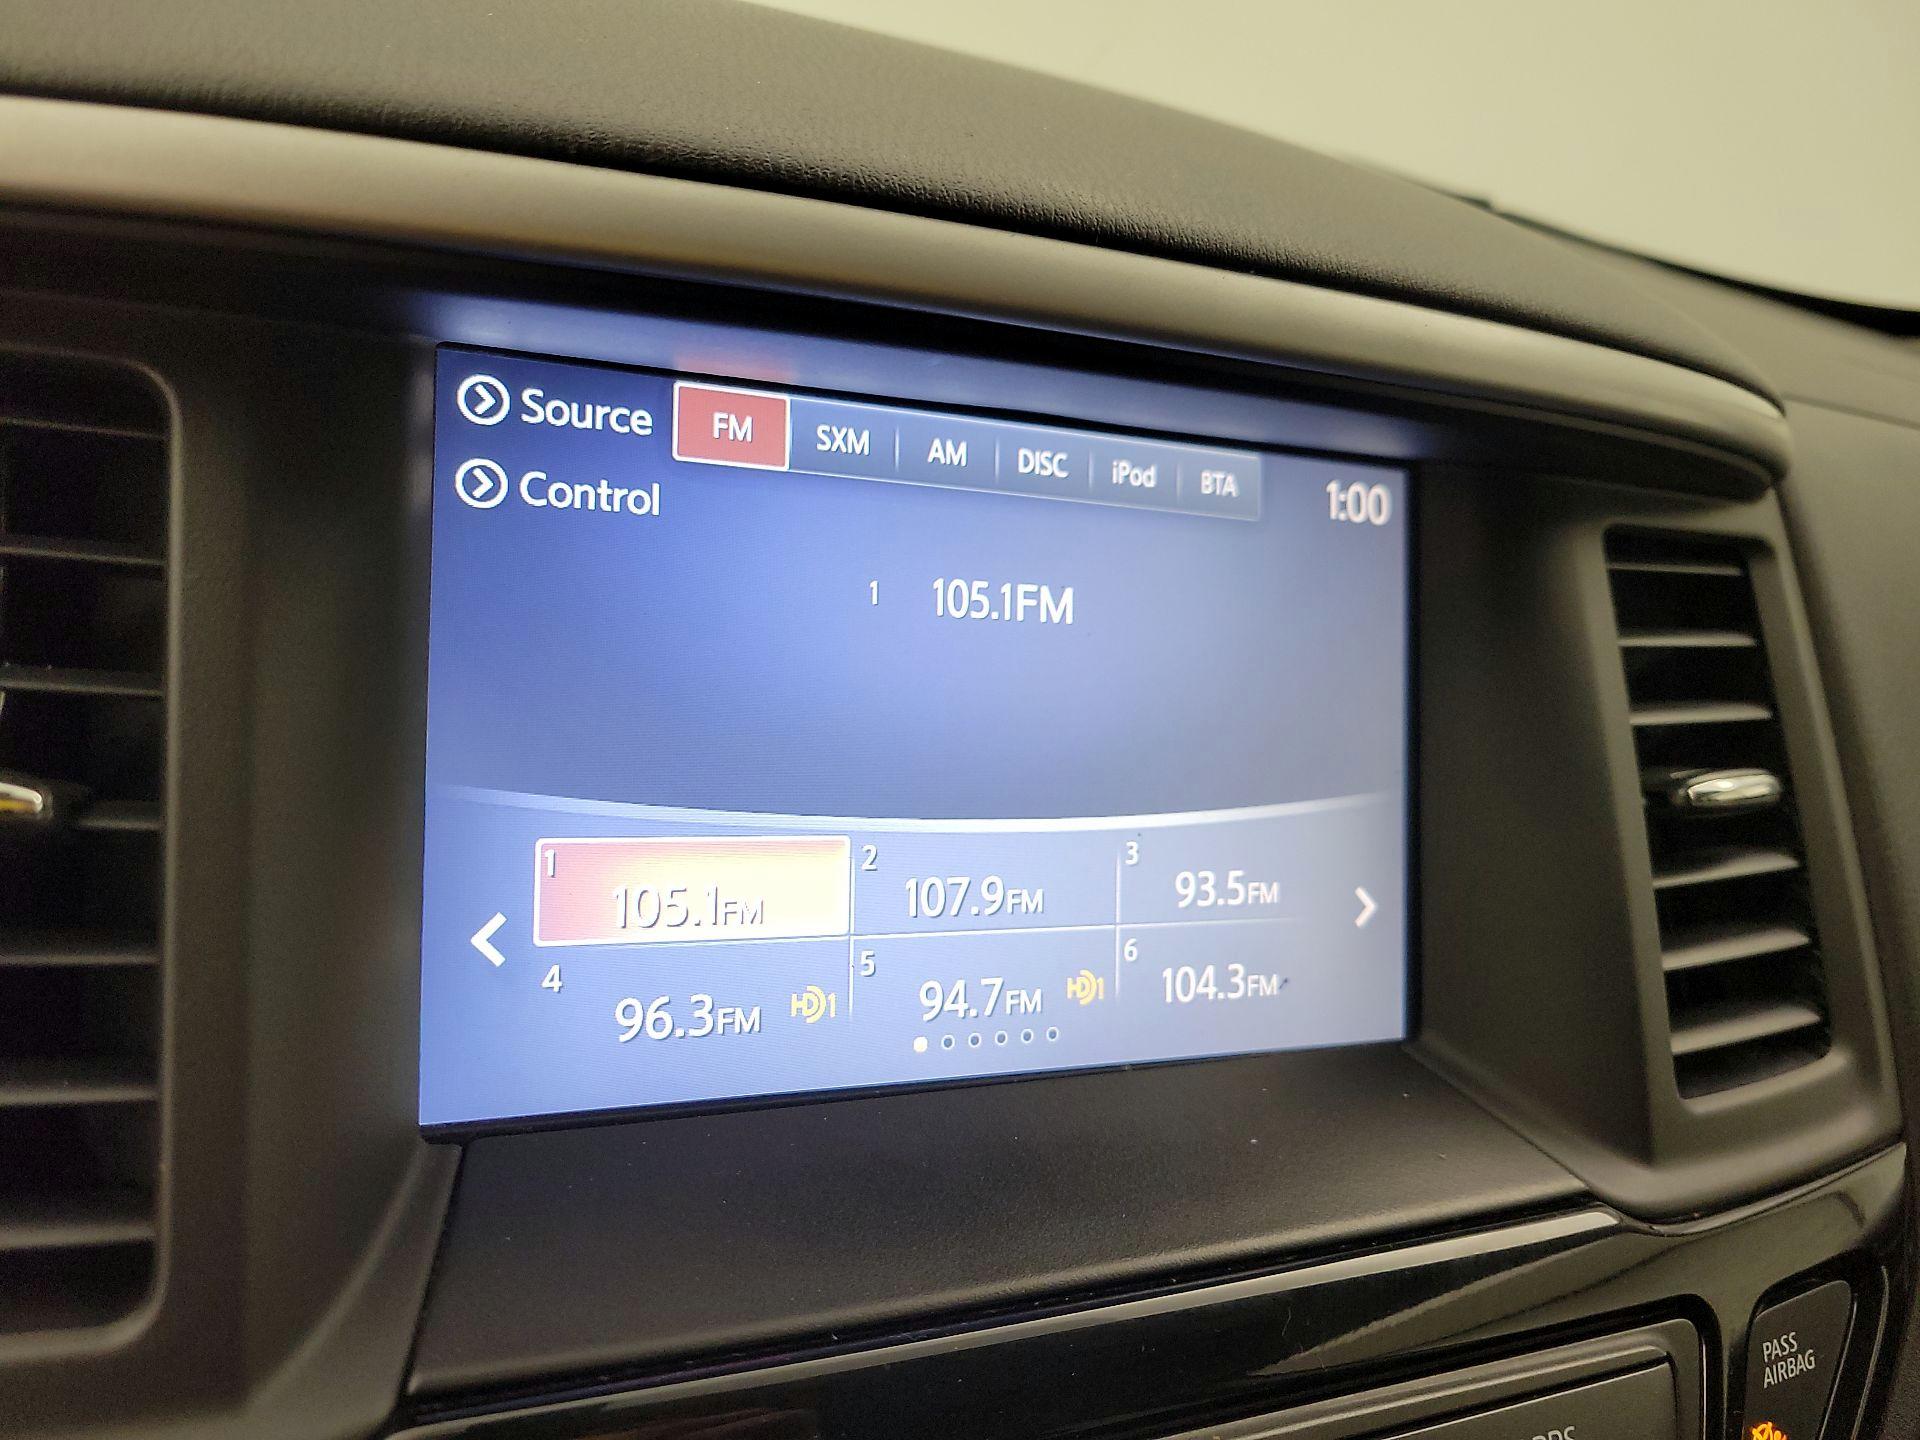 Source FM SXM AM DISC iPod BTA
Control 1:00
1 105.1FM
1 105.1FM 2 107.9FM 3 93.5FM
4 96.3FM HD1 5 94.7FM HD1 6 104.3FM
PASS
AIRBAG